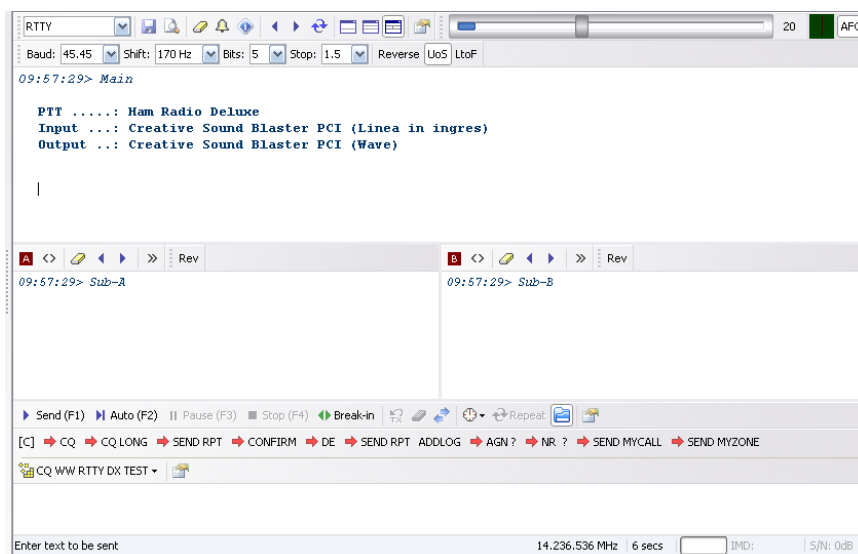 RTTY 20 AFC
Baud: 45.45 Shift: 170 Hz Bits: 5 Stop: 1.5 Reverse UoS LtoF
09:57:29> Main
PTT .....: Ham Radio Deluxe
Input ...: Creative Sound Blaster PCI (Linea in ingres)
Output ..: Creative Sound Blaster PCI (Wave)
A <> Rev B <> Rev
09:57:29> Sub-A 09:57:29> Sub-B
Send (F1) Auto (F2) Pause (F3) Stop (F4) Break-in TX Repeat
[C] CQ CQ LONG SEND RPT CONFIRM DE SEND RPT ADDLOG AGN ? NR ? SEND MYCALL SEND MYZONE
CQ WW RTTY DX TEST
Enter text to be sent 14.236.536 MHz 6 secs IMD: S/N: 0dB